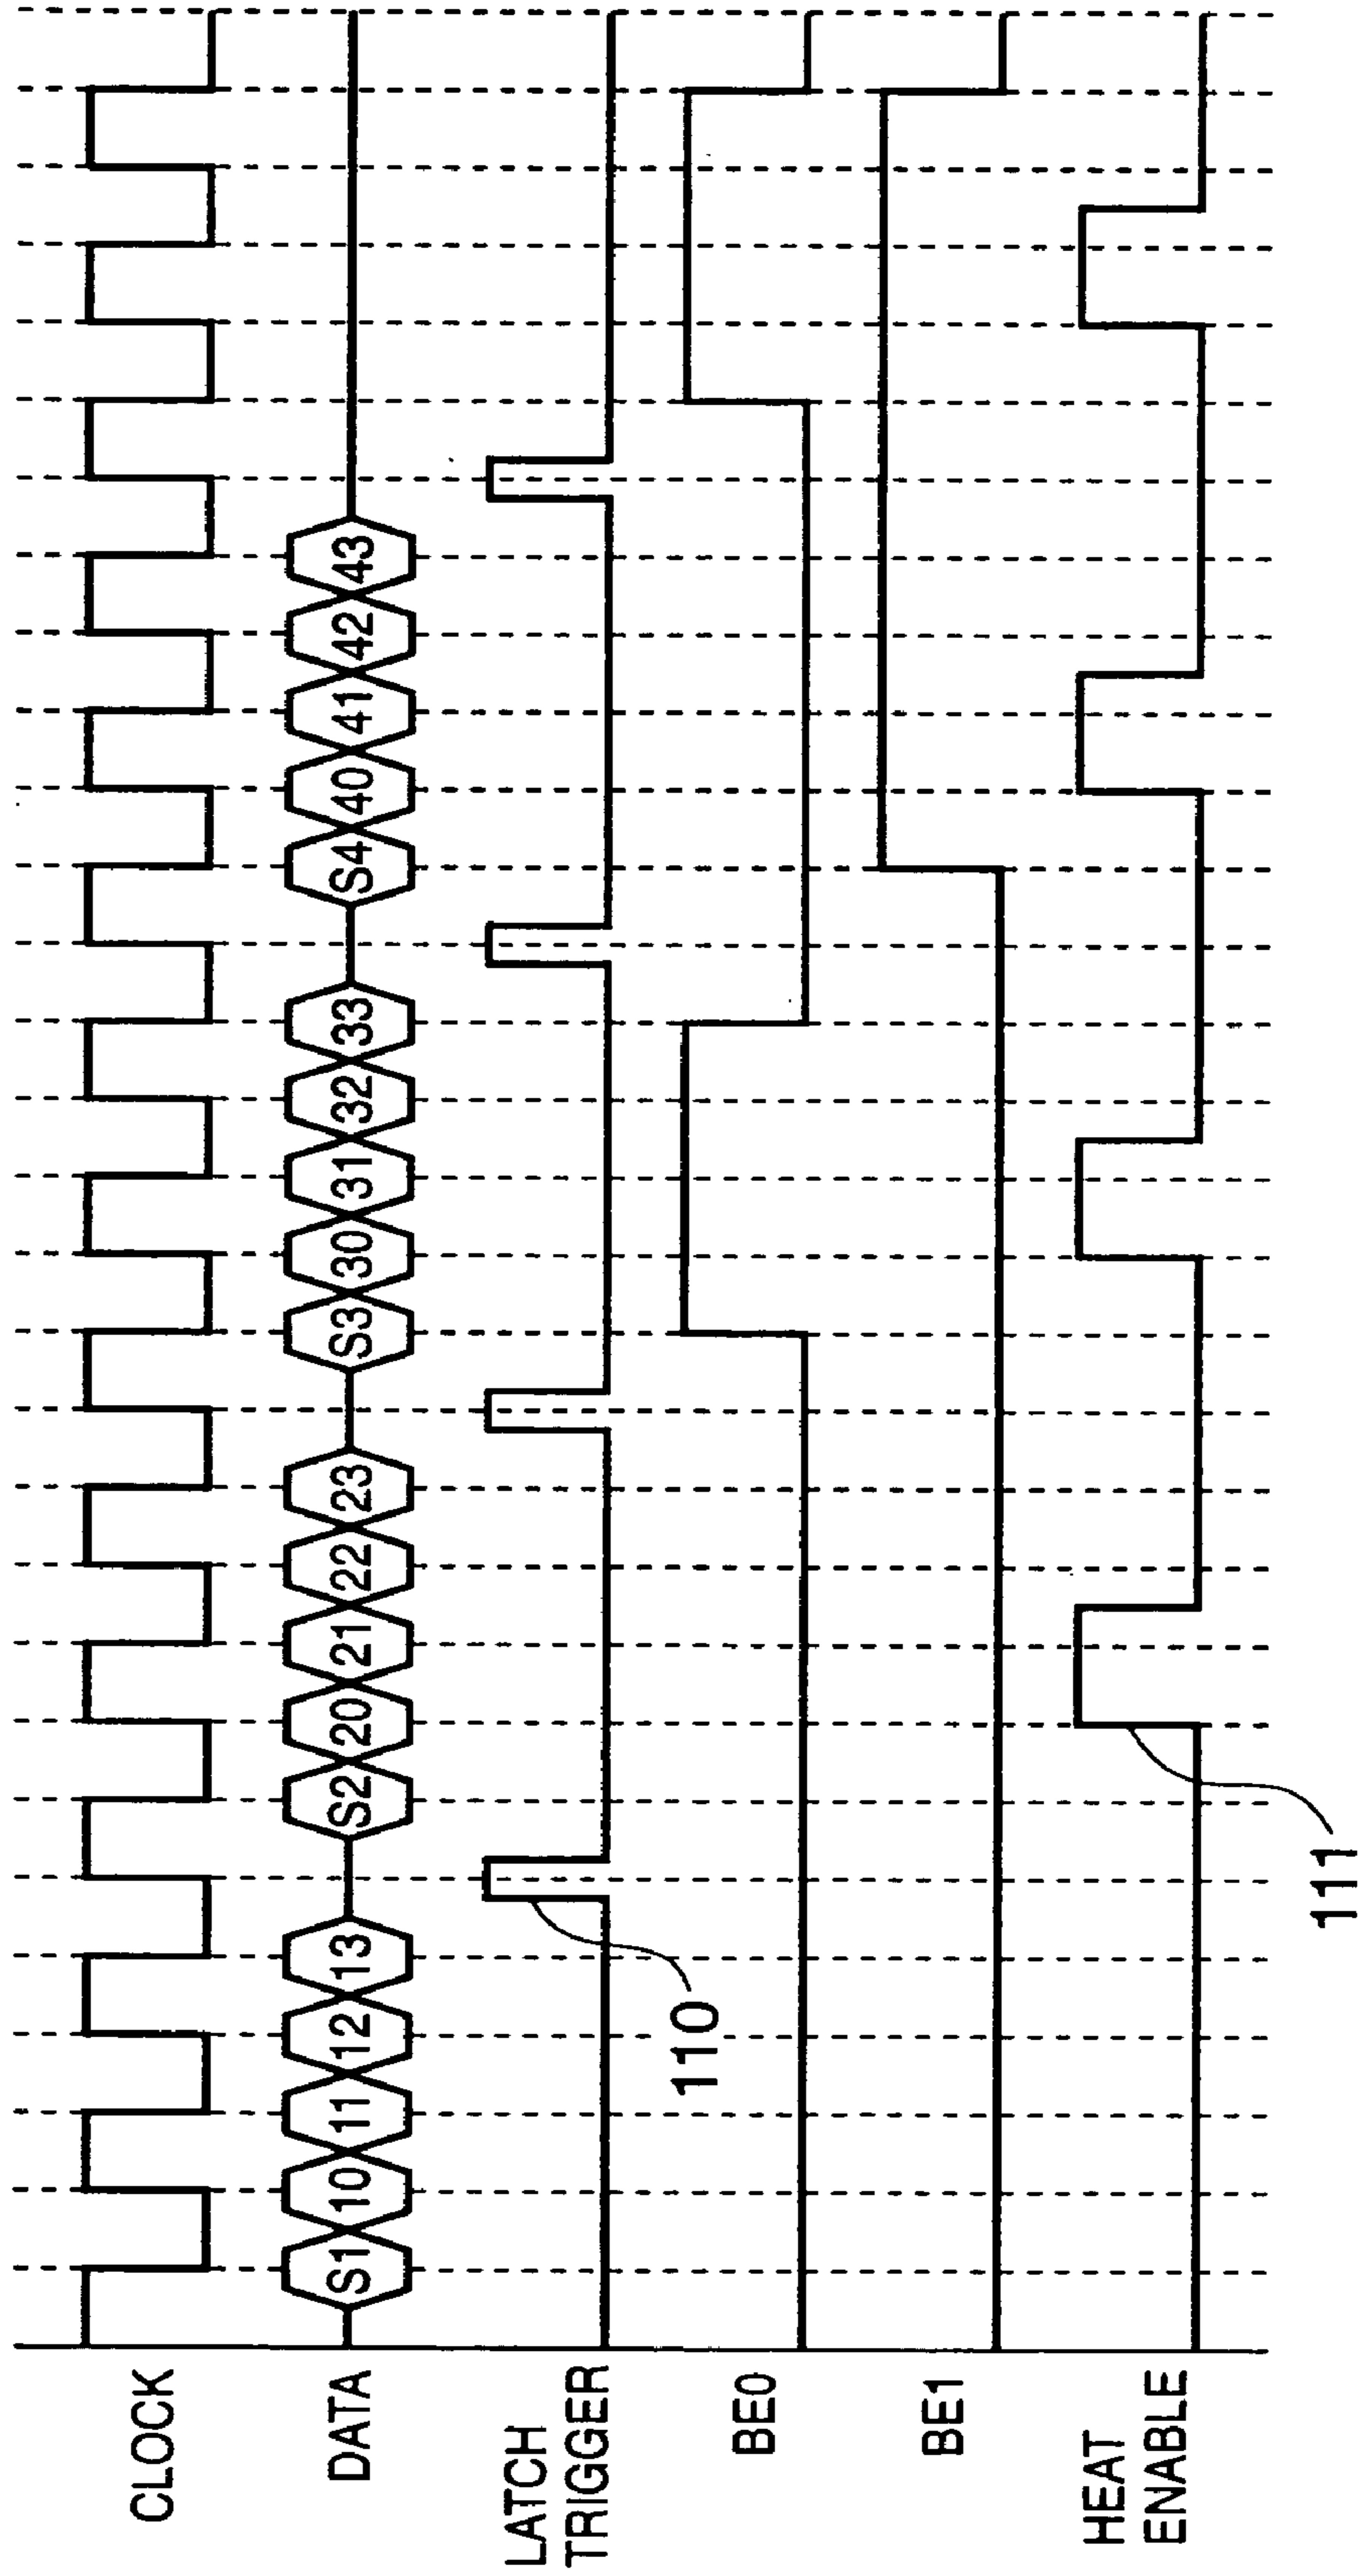 CLOCK
DATA
S1 10 11 12 13 S2 20 21 22 23 S3 30 31 32 33 S4 40 41 42 43
LATCH
TRIGGER
110
BE0
BE1
HEAT
ENABLE
111